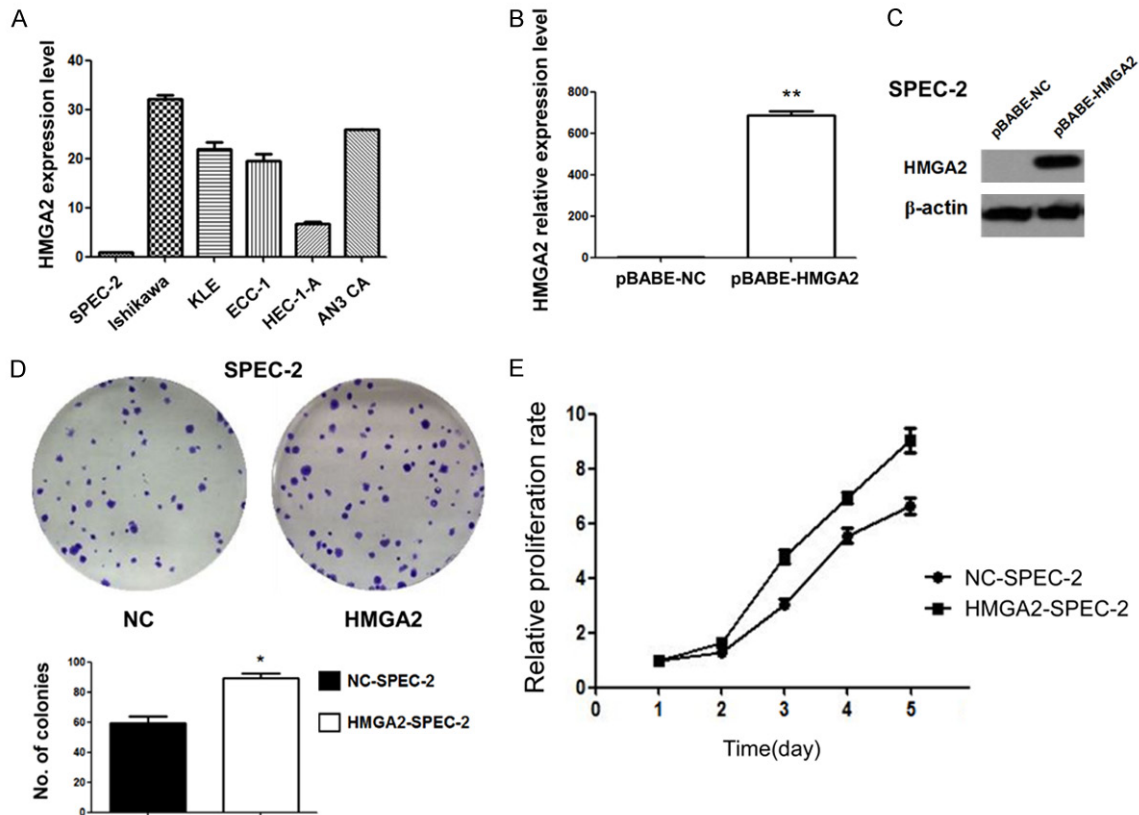 A
HMGA2 expression level
40
30
20
10
0
SPEC-2
Ishikawa
KLE
ECC-1
HEC-1-A
AN3 CA
B
HMGA2 relative expression level
800
600
400
200
0
**
pBABE-NC
pBABE-HMGA2
C
SPEC-2
pBABE-NC
pBABE-HMGA2
HMGA2
β-actin
D
SPEC-2
NC
HMGA2
No. of colonies
100
80
60
40
20
0
*
NC-SPEC-2
HMGA2-SPEC-2
E
Relative proliferation rate
10
8
6
4
2
0
0 1 2 3 4 5
Time(day)
NC-SPEC-2
HMGA2-SPEC-2